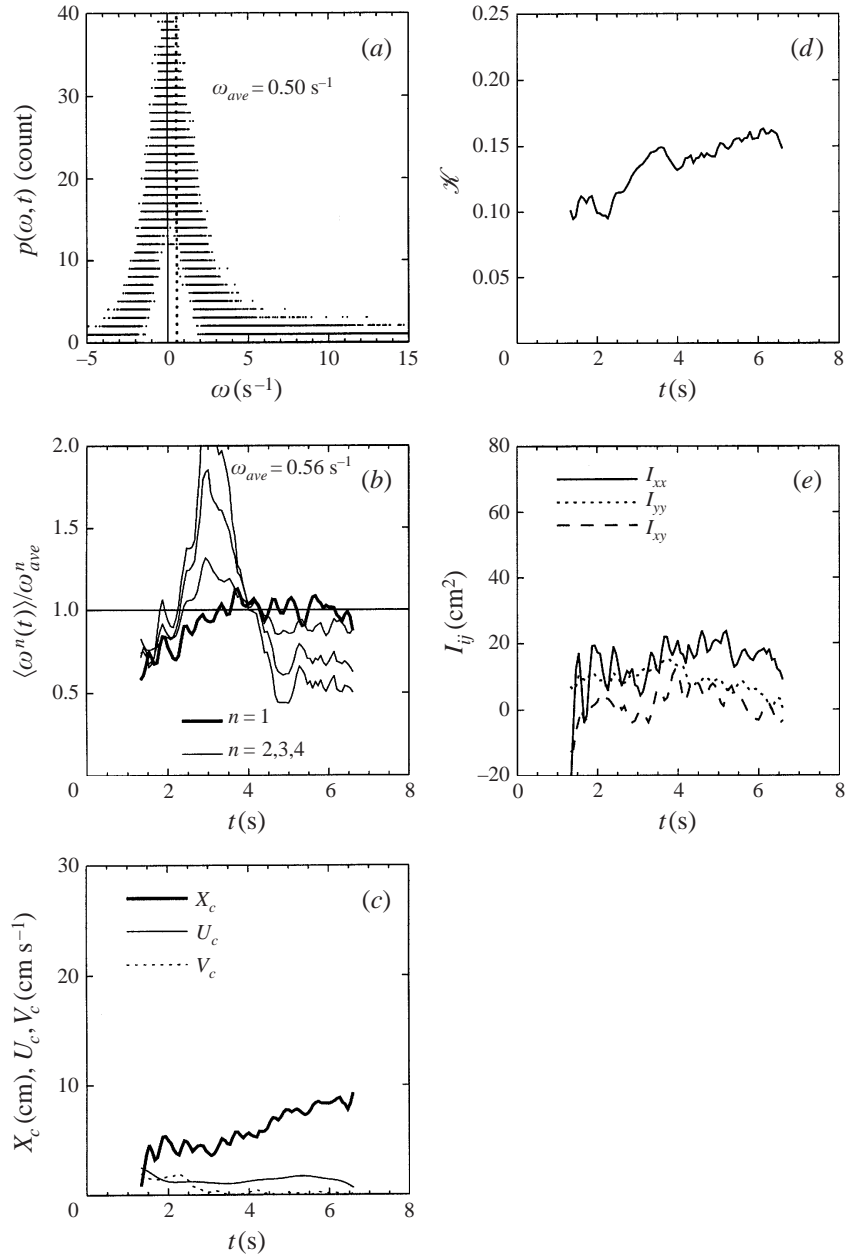 (a)
ω_ave = 0.50 s⁻¹
40
30
20
10
0
−5 0 5 10 15
p(ω, t) (count)
ω (s⁻¹)
(d)
0.25
0.20
0.15
0.10
0.05
0 2 4 6 8
𝒦
t (s)
(b)
ω_ave = 0.56 s⁻¹
2.0
1.5
1.0
0.5
0 2 4 6 8
⟨ωⁿ(t)⟩/ωⁿ_ave
n = 1
n = 2,3,4
t (s)
(e)
I_xx
I_yy
I_xy
80
60
40
20
0
−20
0 2 4 6 8
I_ij (cm²)
t (s)
(c)
X_c
U_c
V_c
30
20
10
0 2 4 6 8
X_c (cm), U_c, V_c (cm s⁻¹)
t (s)